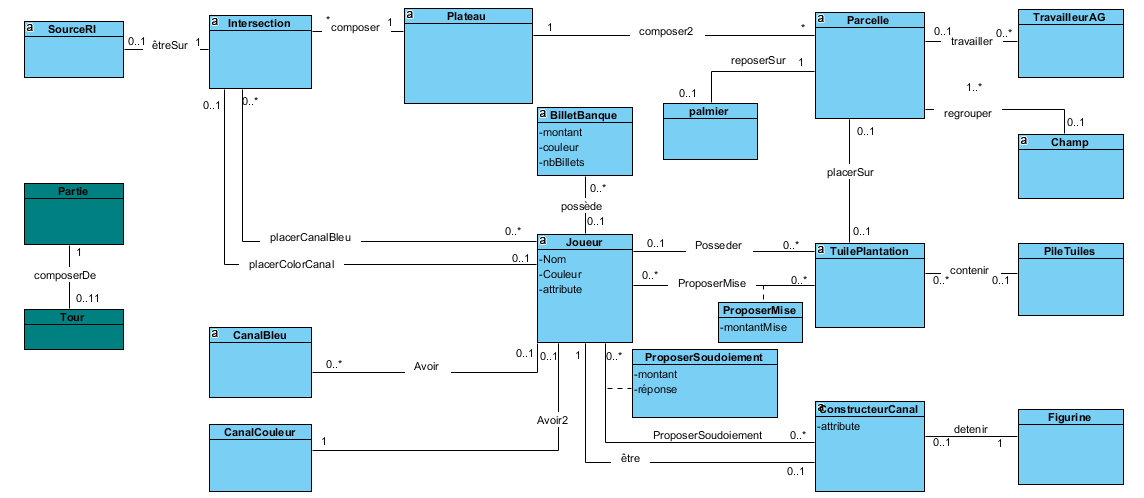 a SourceRI
0..1 êtreSur 1
a Intersection
* composer 1
a Plateau
1 composer2 *
a Parcelle
0..1 travailler 0..*
TravailleurAG
reposerSur 1
0..1
palmier
1..*
regrouper 0..1
a Champ
0..1 0..*
a BilletBanque
-montant
-couleur
-nbBillets
0..*
possède
0..1
0..1
placerSur
0..1
Partie
1
composerDe
0..11
Tour
placerCanalBleu 0..*
placerColorCanal 0..1
a Joueur
-Nom
-Couleur
-attribute
0..1 Posseder 0..*
0..* ProposerMise 0..*
ProposerMise
-montantMise
a TuilePlantation
contenir
0..* 0..1
PileTuiles
a CanalBleu
0..* Avoir 0..1
0..1 1 0..*
ProposerSoudoiement
-montant
-réponse
Avoir2
CanalCouleur
1
ProposerSoudoiement 0..*
être 0..1
a ConstructeurCanal
-attribute
detenir
0..1 1
Figurine